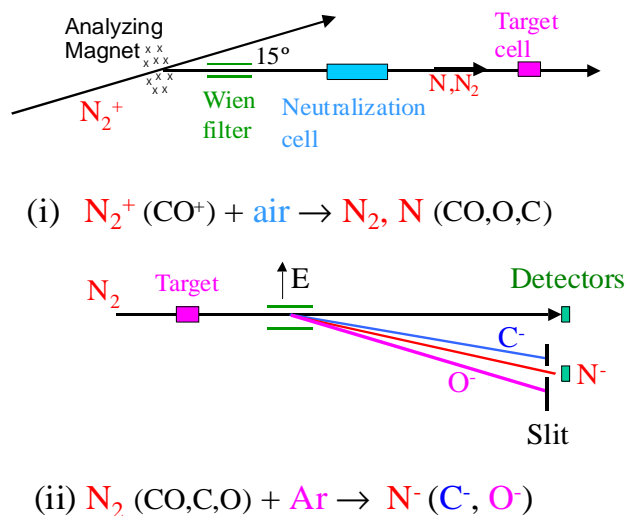 Analyzing
Magnet
x x
x x x
x x x
x x
15º
Target
cell
N₂⁺
Wien
filter
Neutralization
cell
N,N₂
(i) N₂⁺ (CO⁺) + air → N₂, N (CO,O,C)
N₂
Target
E
Detectors
C⁻
O⁻
N⁻
Slit
(ii) N₂ (CO,C,O) + Ar → N⁻ (C⁻, O⁻)